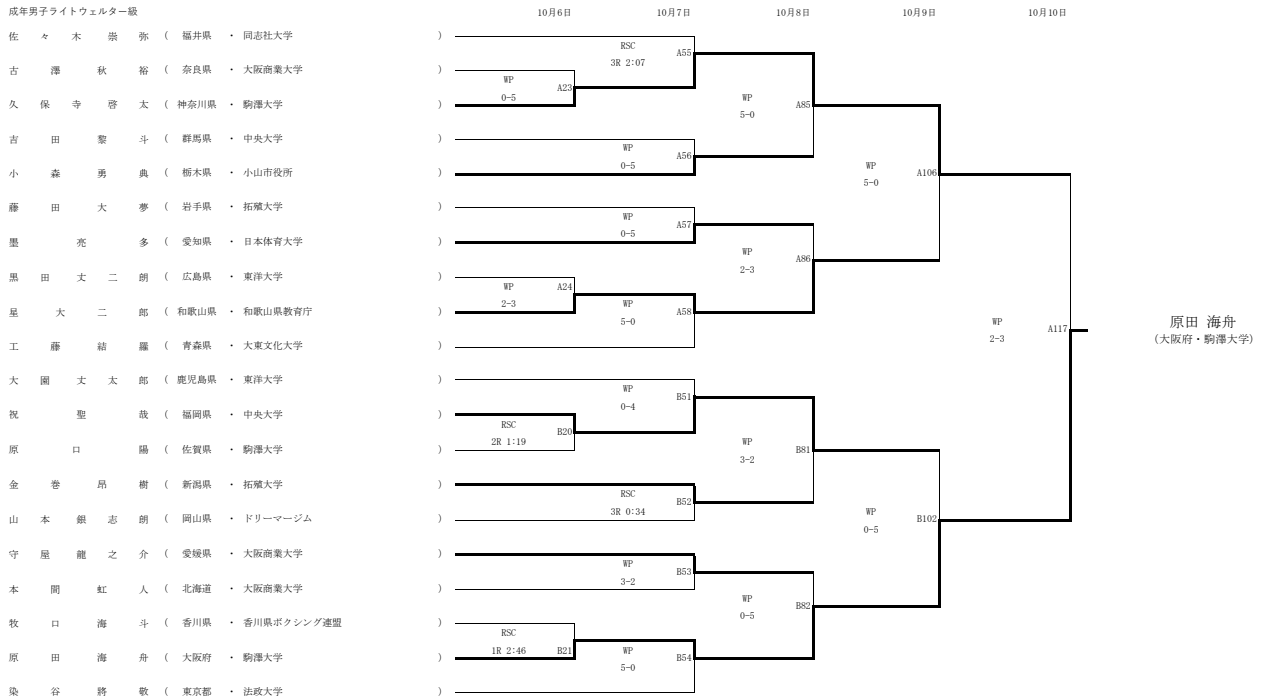 成年男子ライトウェルター級 10月6日 10月7日 10月8日 10月9日 10月10日
佐々木崇弥 ( 福井県 ・ 同志社大学 )
RSC A55
3R 2:07
古澤秋裕 ( 奈良県 ・ 大阪商業大学 )
WP A23
0-5
久保寺啓太 ( 神奈川県 ・ 駒澤大学 )
WP A85
5-0
吉田黎斗 ( 群馬県 ・ 中央大学 )
WP A56
0-5
小森勇典 ( 栃木県 ・ 小山市役所 )
WP A106
5-0
藤田大夢 ( 岩手県 ・ 拓殖大学 )
WP A57
0-5
墨亮多 ( 愛知県 ・ 日本体育大学 )
WP A86
2-3
黒田丈二朗 ( 広島県 ・ 東洋大学 )
WP A24
2-3
星大二郎 ( 和歌山県 ・ 和歌山県教育庁 )
WP A58
5-0
工藤結羅 ( 青森県 ・ 大東文化大学 )
WP A117
2-3
原田 海舟
(大阪府・駒澤大学)
大園丈太郎 ( 鹿児島県 ・ 東洋大学 )
WP B51
0-4
祝聖哉 ( 福岡県 ・ 中央大学 )
RSC B20
2R 1:19
原口陽 ( 佐賀県 ・ 駒澤大学 )
WP B81
3-2
金巻昂樹 ( 新潟県 ・ 拓殖大学 )
RSC B52
3R 0:34
山本銀志朗 ( 岡山県 ・ ドリーマージム )
WP B102
0-5
守屋龍之介 ( 愛媛県 ・ 大阪商業大学 )
WP B53
3-2
本間虹人 ( 北海道 ・ 大阪商業大学 )
WP B82
0-5
牧口海斗 ( 香川県 ・ 香川県ボクシング連盟 )
RSC B21
1R 2:46
原田海舟 ( 大阪府 ・ 駒澤大学 )
WP B54
5-0
染谷將敬 ( 東京都 ・ 法政大学 )